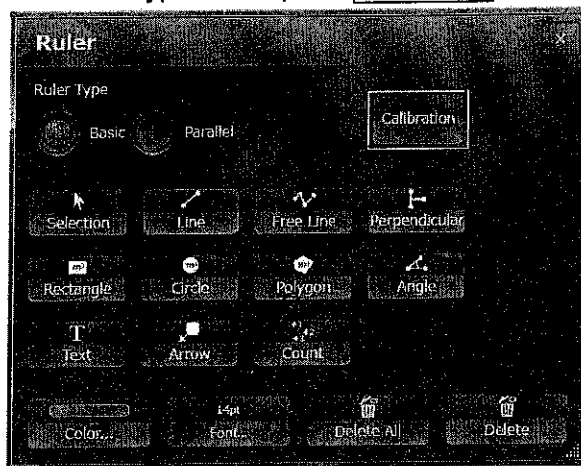 Ruler
Ruler Type
Basic Parallel Calibration
Selection Line Free Line Perpendicular
Rectangle Circle Polygon Angle
Text Arrow Count
14pt
Color... Font... Delete All Delete